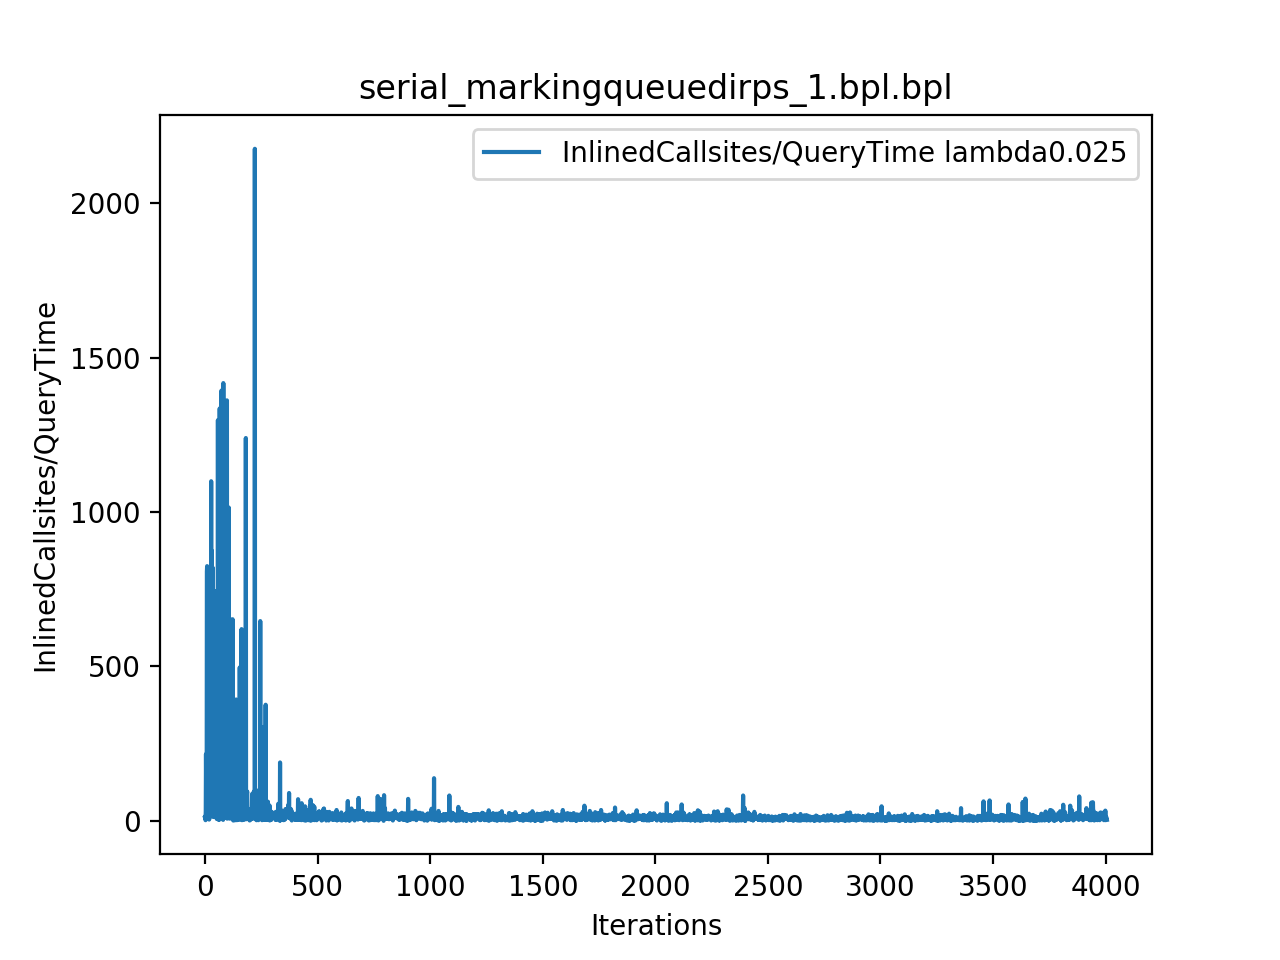 serial_markingqueuedirps_1.bpl.bpl
InlinedCallsites/QueryTime lambda0.025
InlinedCallsites/QueryTime
2000
1500
1000
500
0
0 500 1000 1500 2000 2500 3000 3500 4000
Iterations